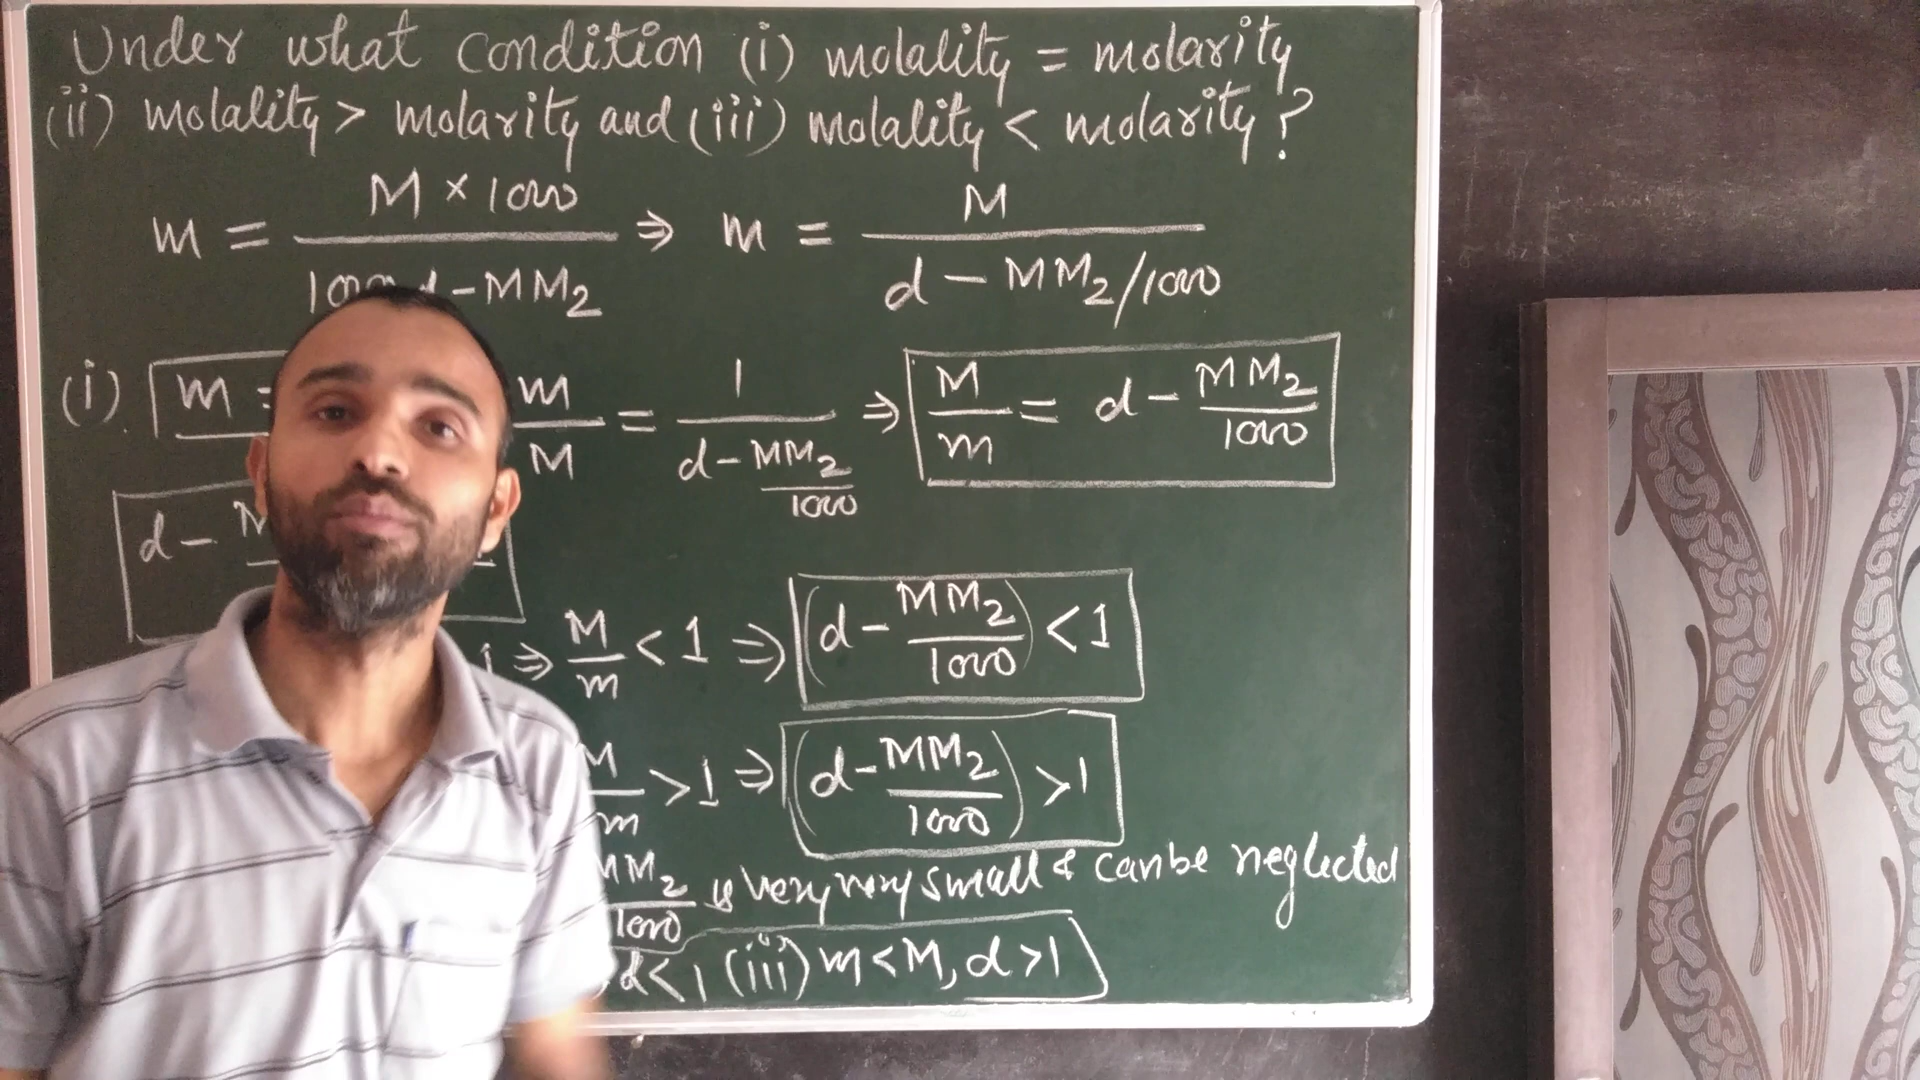 Under what condition (i) molality = molarity
(ii) molality > molarity and (iii) molality < molarity?
m = M × 1000 / 1000 d - MM₂ ⇒ m = M / d - MM₂/1000
(i). m = m/M = 1 / d - MM₂/1000 ⇒ M/m = d - MM₂/1000
d -
⇒ M/m < 1 ⇒ (d - MM₂/1000) < 1
M/m > 1 ⇒ (d - MM₂/1000) > 1
MM₂/1000 is very very small & can be neglected
d < 1 (iii) m < M, d > 1